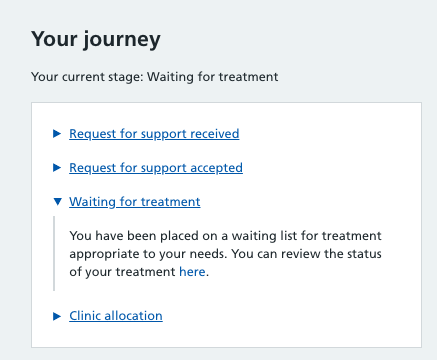 Your journey
Your current stage: Waiting for treatment
Request for support received
Request for support accepted
Waiting for treatment
You have been placed on a waiting list for treatment
appropriate to your needs. You can review the status
of your treatment here.
Clinic allocation